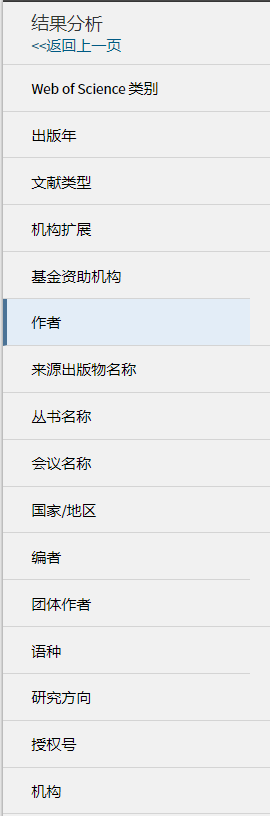 结果分析
<<返回上一页
Web of Science 类别
出版年
文献类型
机构扩展
基金资助机构
作者
来源出版物名称
丛书名称
会议名称
国家/地区
编者
团体作者
语种
研究方向
授权号
机构